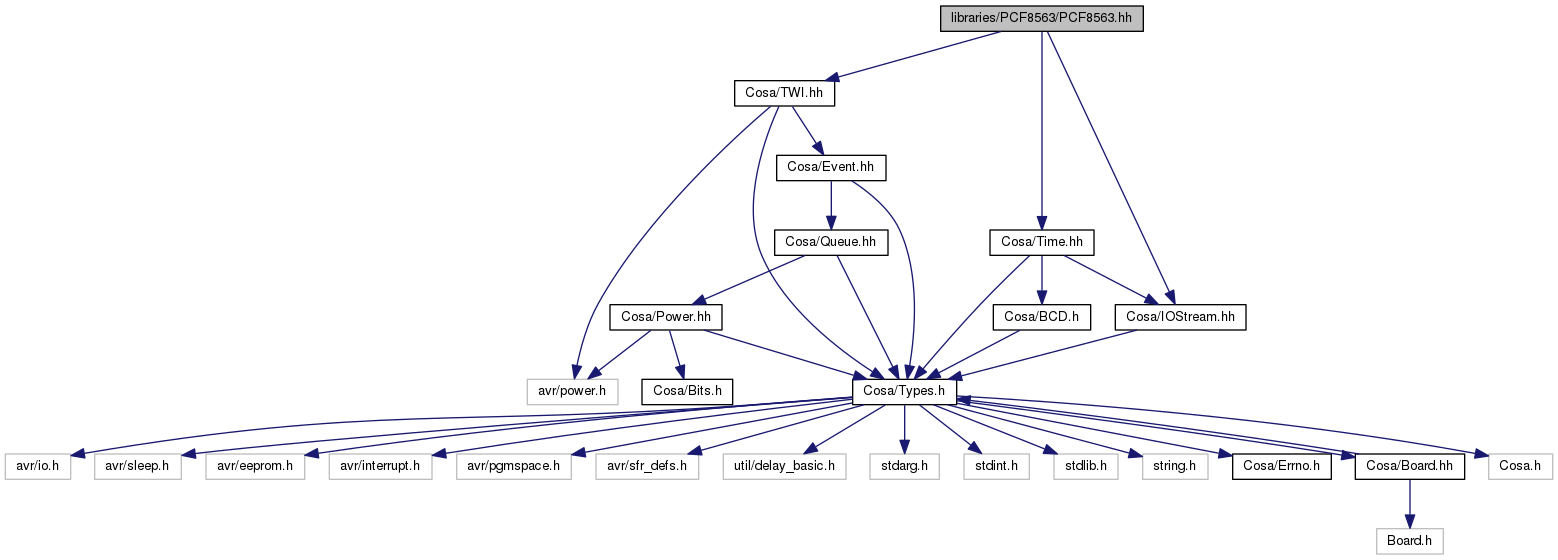 libraries/PCF8563/PCF8563.hh
Cosa/TWI.hh
Cosa/Event.hh
Cosa/Queue.hh
Cosa/Time.hh
Cosa/Power.hh
Cosa/BCD.h
Cosa/IOStream.hh
avr/power.h
Cosa/Bits.h
Cosa/Types.h
avr/io.h
avr/sleep.h
avr/eeprom.h
avr/interrupt.h
avr/pgmspace.h
avr/sfr_defs.h
util/delay_basic.h
stdarg.h
stdint.h
stdlib.h
string.h
Cosa/Errno.h
Cosa/Board.hh
Cosa.h
Board.h